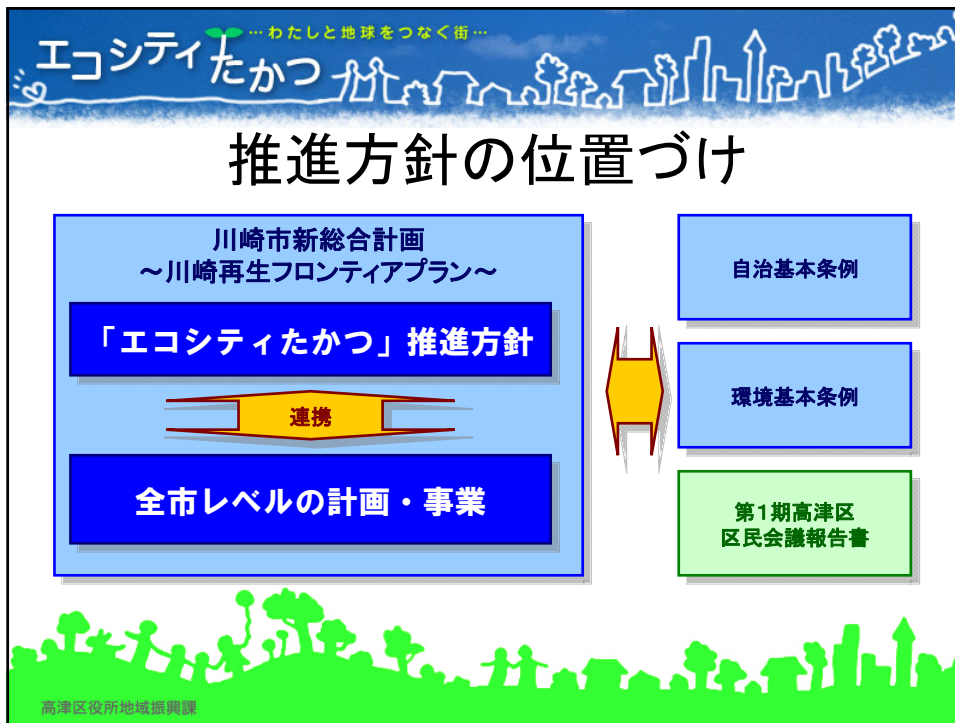 …わたしと地球をつなぐ街…
エコシティたかつ
推進方針の位置づけ
川崎市新総合計画
～川崎再生フロンティアプラン～
「エコシティたかつ」推進方針
連携
全市レベルの計画・事業
自治基本条例
環境基本条例
第1期高津区
区民会議報告書
高津区役所地域振興課